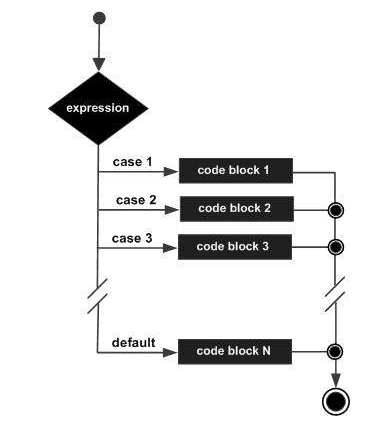 expression
case 1
code block 1
case 2
code block 2
case 3
code block 3
default
code block N